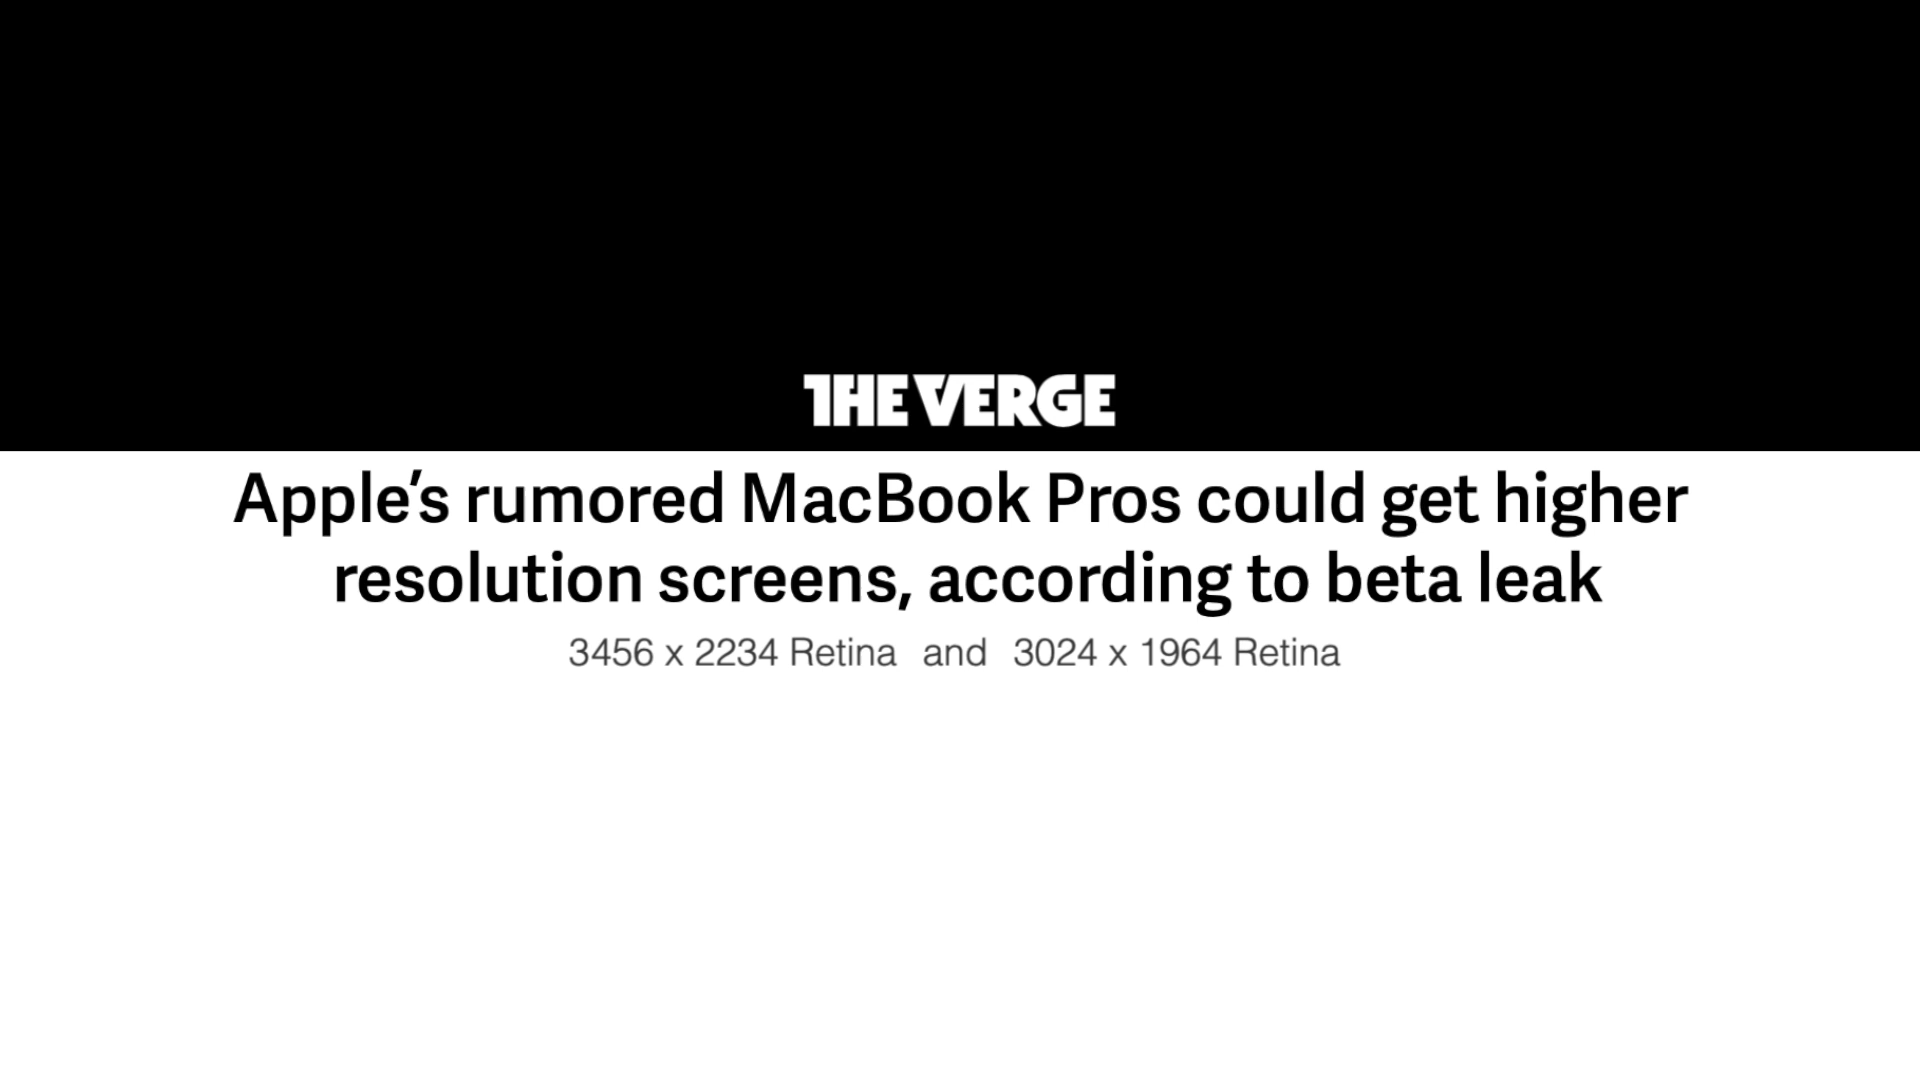 THE VERGE
Apple’s rumored MacBook Pros could get higher
resolution screens, according to beta leak
3456 x 2234 Retina and 3024 x 1964 Retina